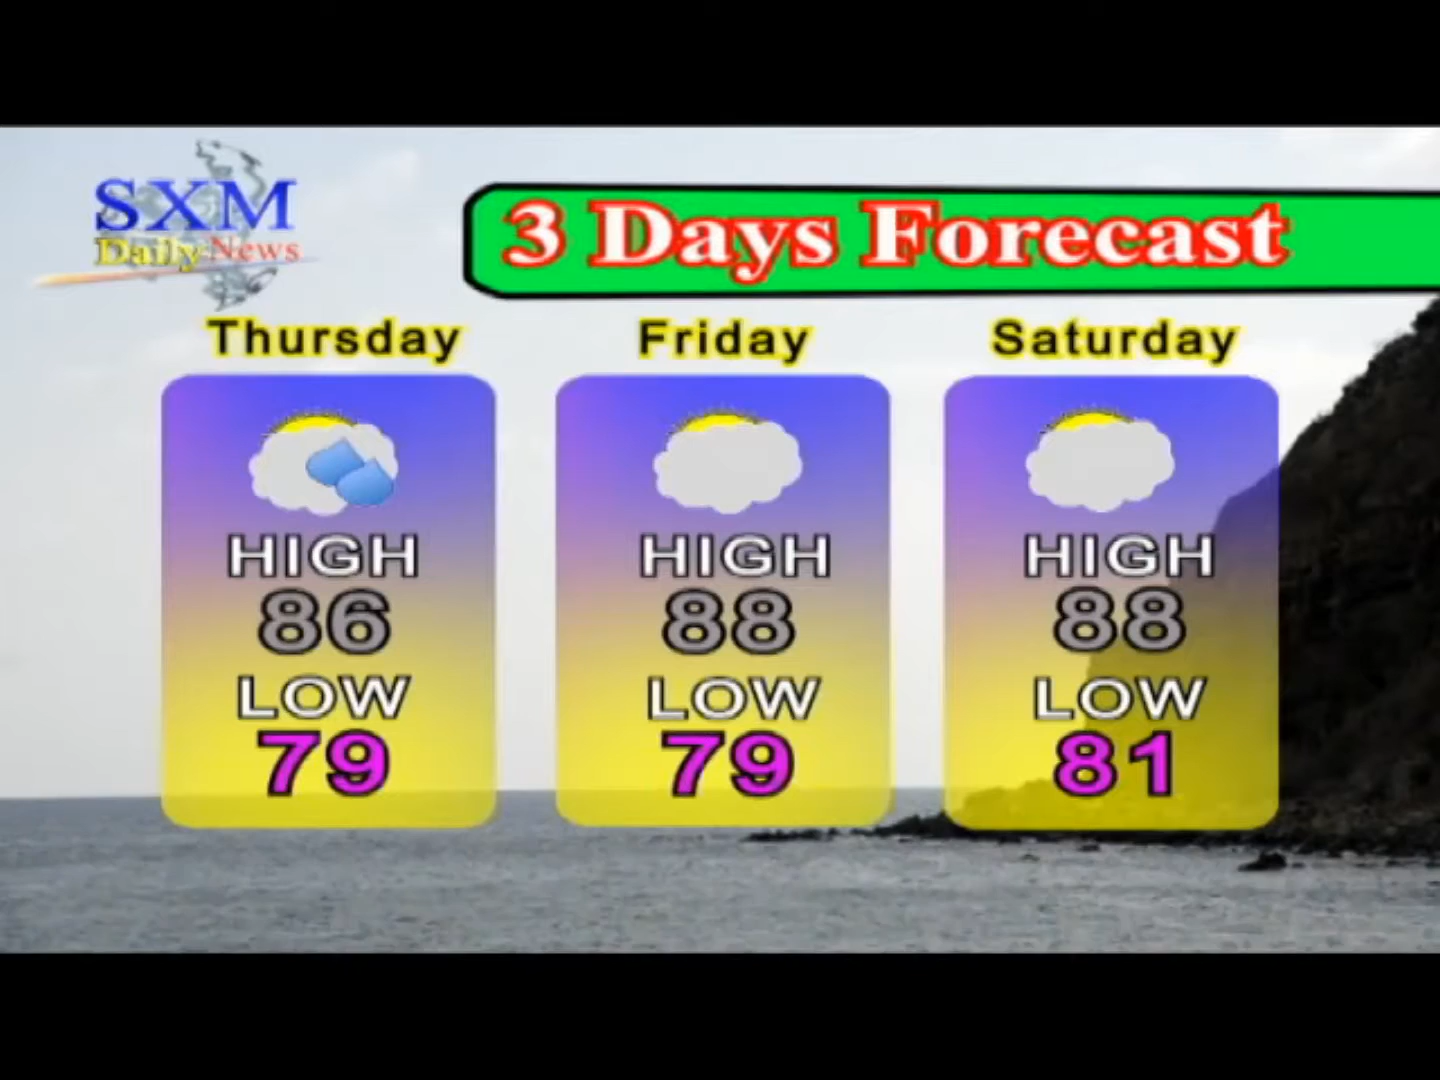 SXM
Daily News
3 Days Forecast
Thursday
HIGH
86
LOW
79
Friday
HIGH
88
LOW
79
Saturday
HIGH
88
LOW
81